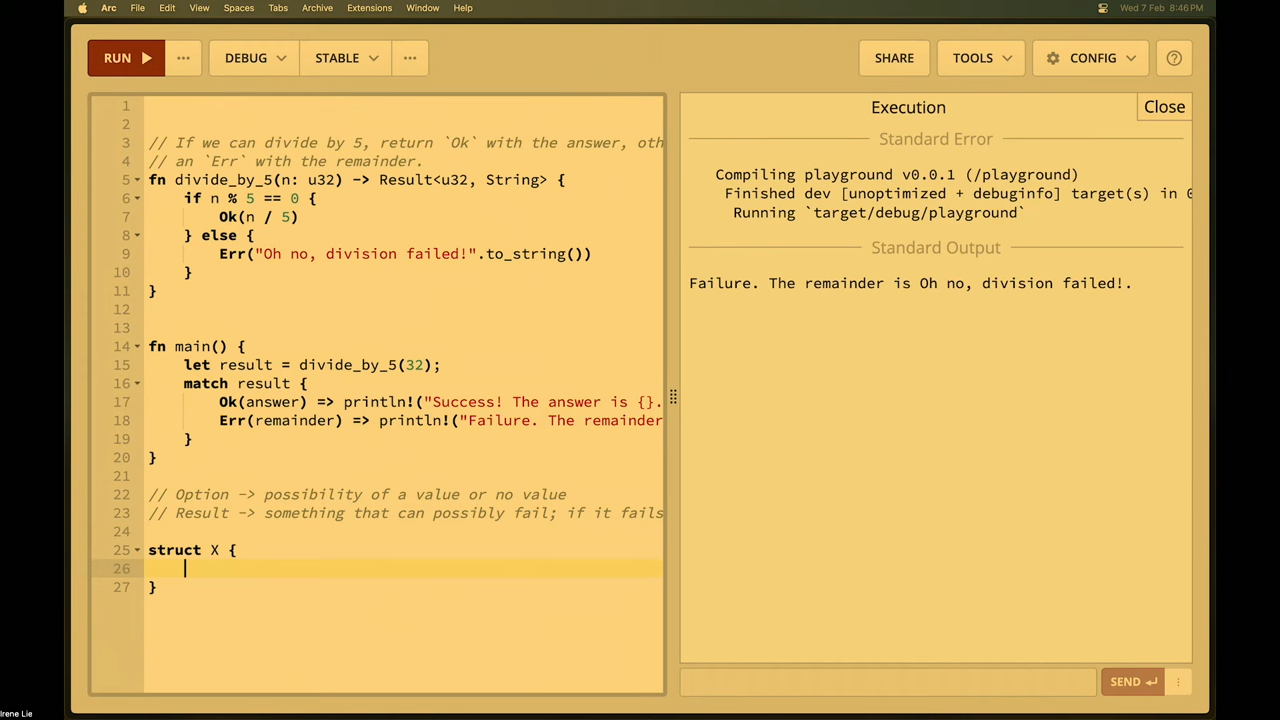 Arc File Edit View Spaces Tabs Archive Extensions Window Help Wed 7 Feb 8:46 PM
RUN ··· DEBUG STABLE ··· SHARE TOOLS CONFIG ?
1
2
3 // If we can divide by 5, return `Ok` with the answer, oth
4 // an `Err` with the remainder.
5 fn divide_by_5(n: u32) -> Result<u32, String> {
6 if n % 5 == 0 {
7 Ok(n / 5)
8 } else {
9 Err("Oh no, division failed!".to_string())
10 }
11 }
12
13
14 fn main() {
15 let result = divide_by_5(32);
16 match result {
17 Ok(answer) => println!("Success! The answer is {}.
18 Err(remainder) => println!("Failure. The remainder
19 }
20 }
21
22 // Option -> possibility of a value or no value
23 // Result -> something that can possibly fail; if it fails
24
25 struct X {
26
27 }
Execution Close
Standard Error
Compiling playground v0.0.1 (/playground)
Finished dev [unoptimized + debuginfo] target(s) in 0
Running `target/debug/playground`
Standard Output
Failure. The remainder is Oh no, division failed!.
SEND
Irene Lie